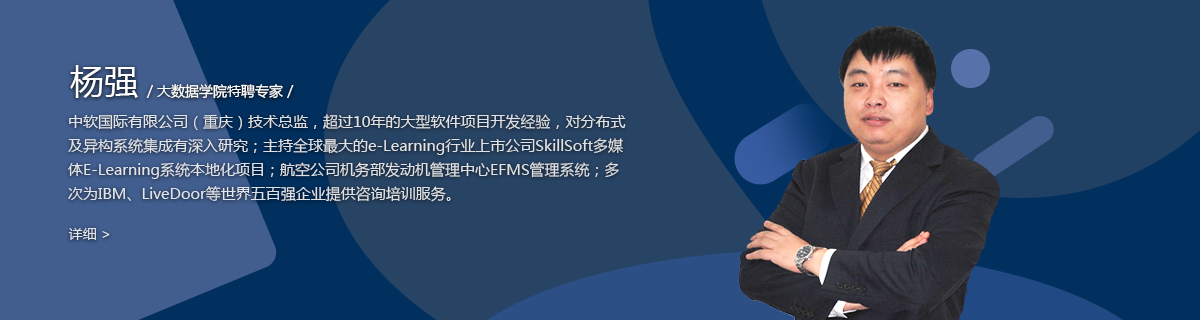 杨强 / 大数据学院特聘专家 /
中软国际有限公司（重庆）技术总监，超过10年的大型软件项目开发经验，对分布式
及异构系统集成有深入研究；主持全球最大的e-Learning行业上市公司SkillSoft多媒
体E-Learning系统本地化项目；航空公司机务部发动机管理中心EFMS管理系统；多
次为IBM、LiveDoor等世界五百强企业提供咨询培训服务。
详细 >